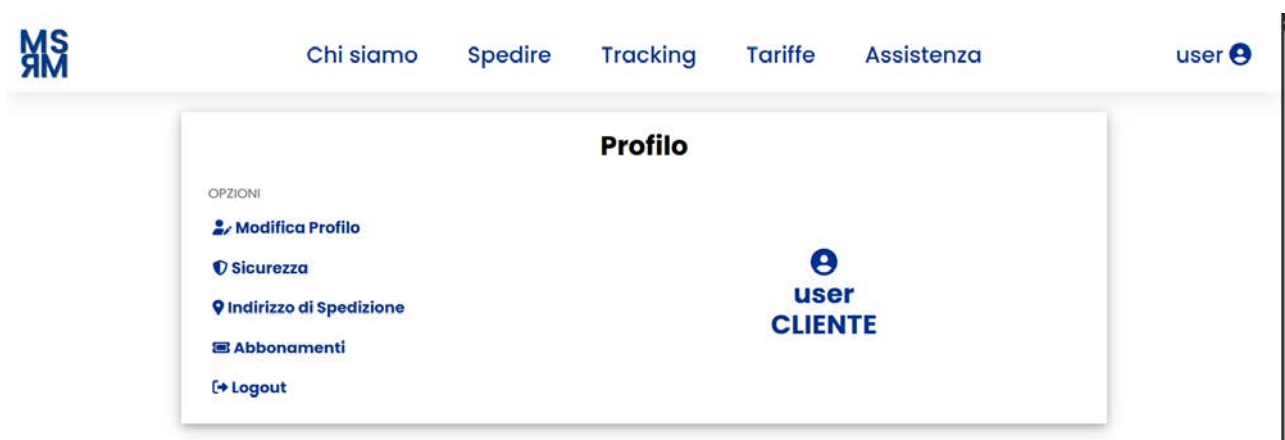 MS
ЯM
Chi siamo Spedire Tracking Tariffe Assistenza user
Profilo
OPZIONI
Modifica Profilo
Sicurezza
Indirizzo di Spedizione
Abbonamenti
Logout
user
CLIENTE